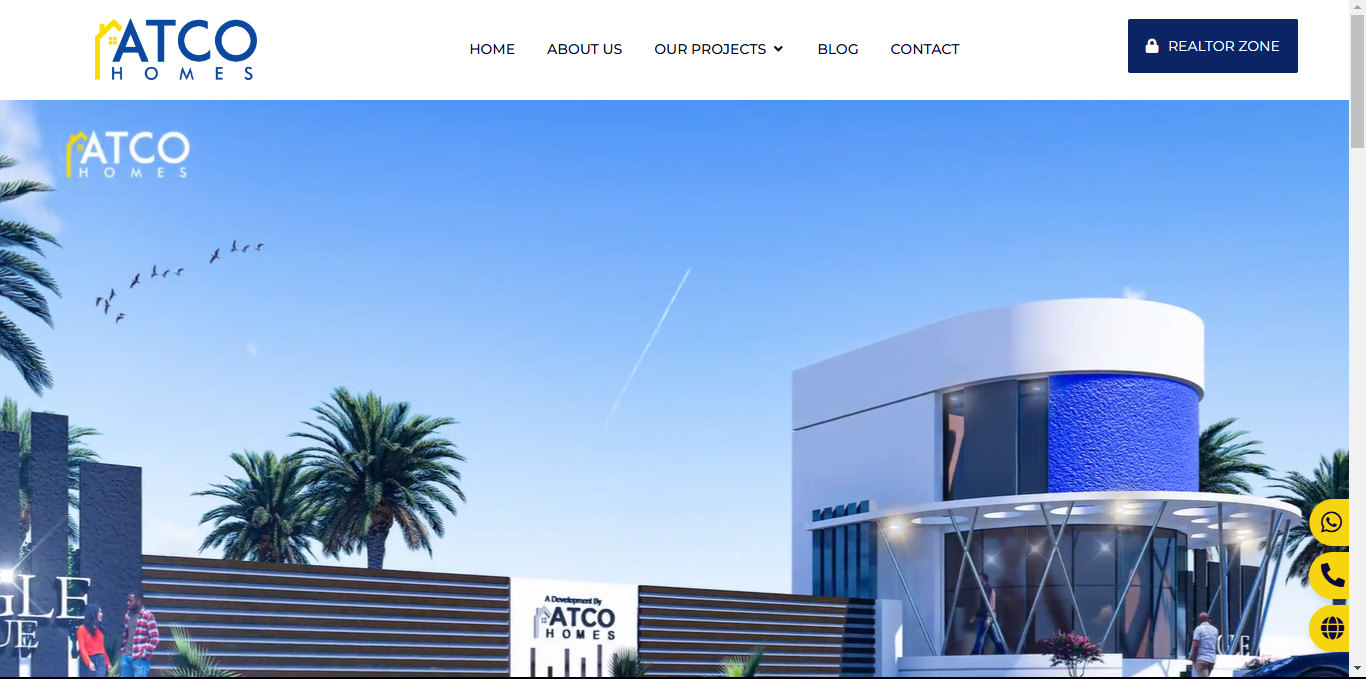 ATCO
HOMES
HOME
ABOUT US
OUR PROJECTS
BLOG
CONTACT
REALTOR ZONE
ATCO
HOMES
GLE
UE
A Development By
ATCO
HOMES